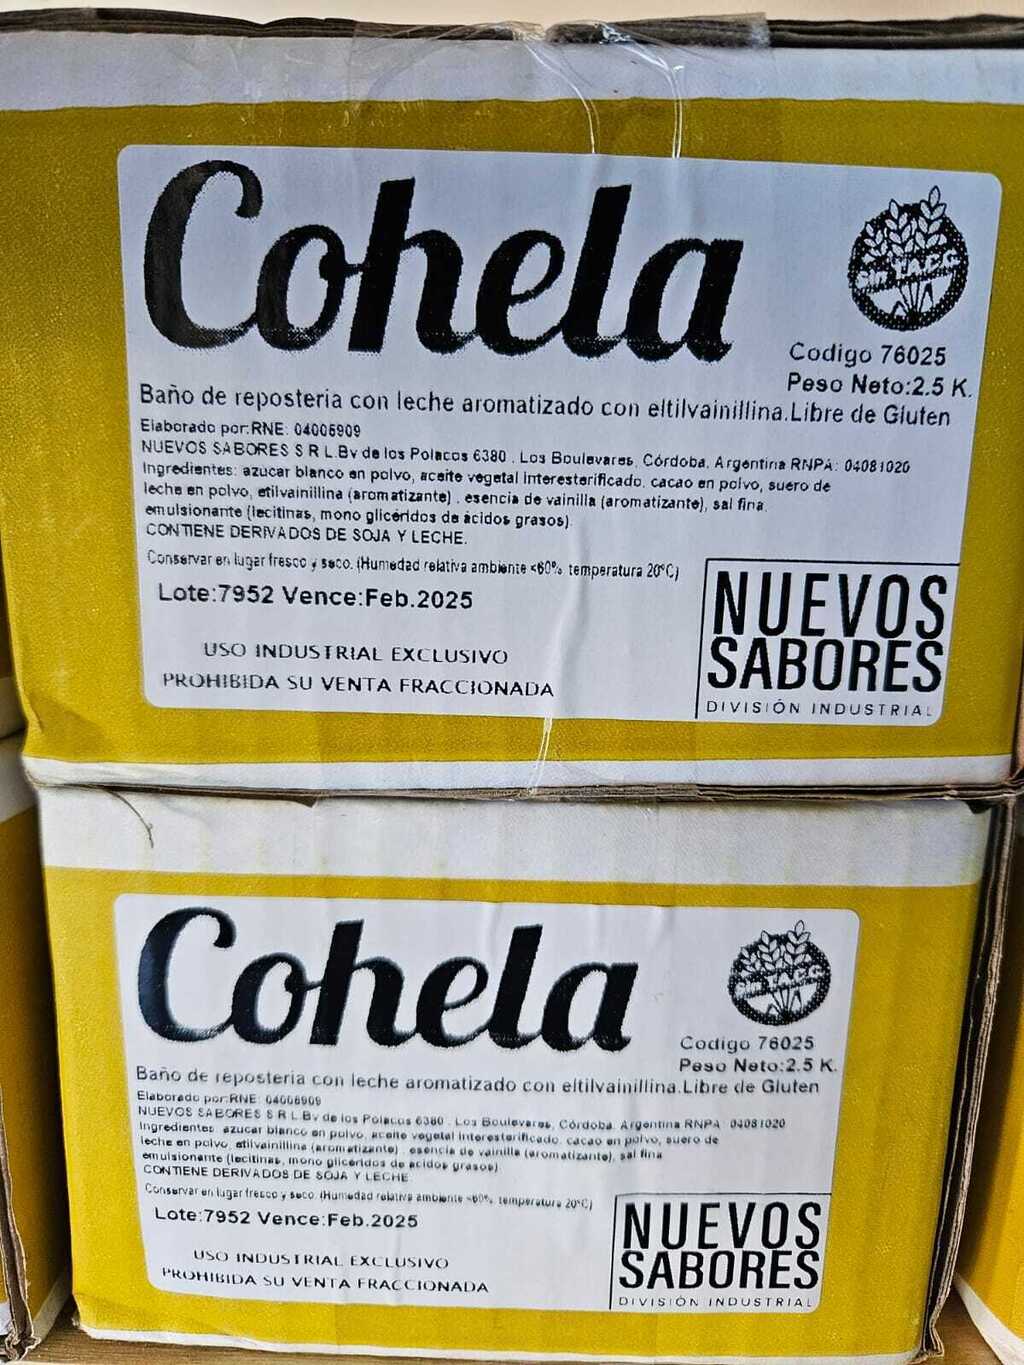 Cohela
SIN T.A.C.C.
Codigo 76025
Peso Neto:2.5 K.
Baño de reposteria con leche aromatizado con eltilvainillina.Libre de Gluten
Elaborado por:RNE: 04006909
NUEVOS SABORES S R L.Bv de los Polacos 6380 . Los Boulevares, Córdoba, Argentina RNPA: 04081020
Ingredientes: azucar blanco en polvo, aceite vegetal interesterificado, cacao en polvo, suero de
leche en polvo, etilvainillina (aromatizante) , esencia de vainilla (aromatizante), sal fina,
emulsionante (lecitinas, mono glicéridos de ácidos grasos).
CONTIENE DERIVADOS DE SOJA Y LECHE.
Conservar en lugar fresco y seco. (Humedad relativa ambiente <60%, temperatura 20ºC)
Lote:7952 Vence:Feb.2025
USO INDUSTRIAL EXCLUSIVO
PROHIBIDA SU VENTA FRACCIONADA
NUEVOS
SABORES
DIVISIÓN INDUSTRIAL
Cohela
SIN T.A.C.C.
Codigo 76025
Peso Neto:2.5 K.
Baño de reposteria con leche aromatizado con eltilvainillina.Libre de Gluten
Elaborado por:RNE: 04006909
NUEVOS SABORES S R L.Bv de los Polacos 6380 . Los Boulevares, Córdoba, Argentina RNPA: 04081020
Ingredientes: azucar blanco en polvo, aceite vegetal interesterificado, cacao en polvo, suero de
leche en polvo, etilvainillina (aromatizante) , esencia de vainilla (aromatizante), sal fina
emulsionante (lecitinas, mono glicéridos de ácidos grasos)
CONTIENE DERIVADOS DE SOJA Y LECHE
Conservar en lugar fresco y seco. (Humedad relativa ambiente <60%, temperatura 20ºC)
Lote:7952 Vence:Feb.2025
USO INDUSTRIAL EXCLUSIVO
PROHIBIDA SU VENTA FRACCIONADA
NUEVOS
SABORES
DIVISIÓN INDUSTRIAL